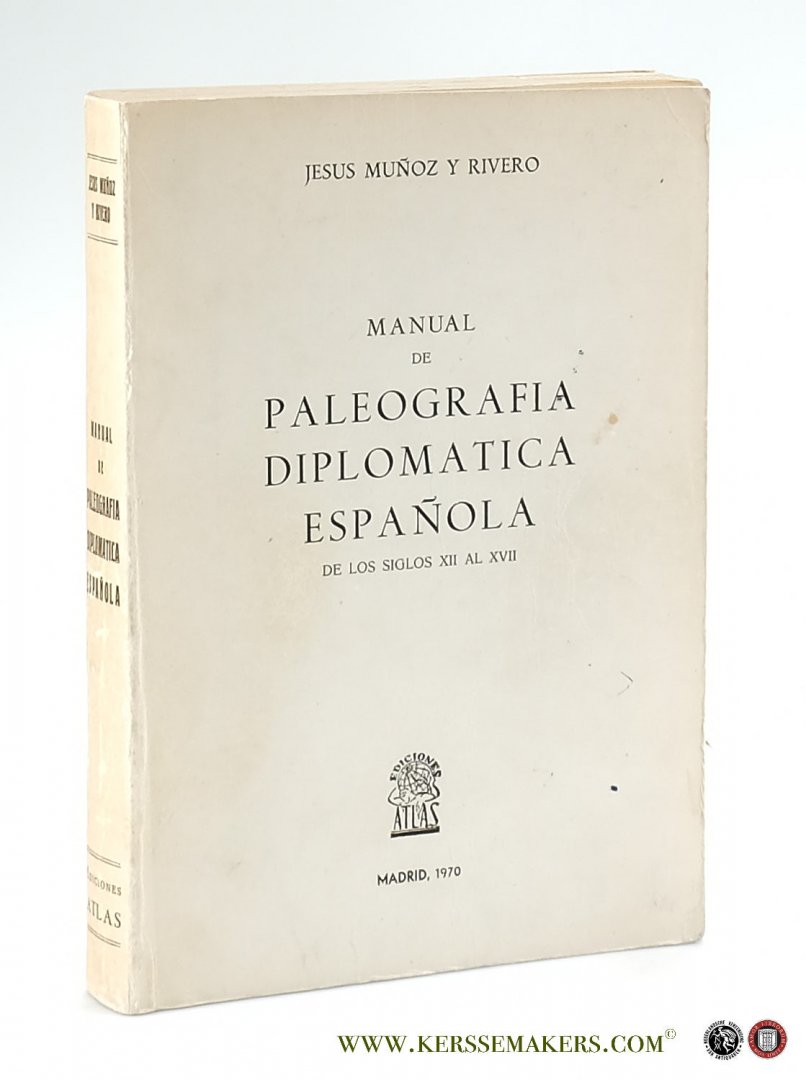 JESUS MUÑOZ Y RIVERO
MANUAL
DE
PALEOGRAFIA
DIPLOMATICA
ESPAÑOLA
DE LOS SIGLOS XII AL XVII
EDICIONES
ATLAS
MADRID, 1970
JESUS MUÑOZ
Y RIVERO
MANUAL
DE
PALEOGRAFIA
DIPLOMATICA
ESPAÑOLA
EDICIONES
ATLAS
WWW.KERSSEMAKERS.COM©